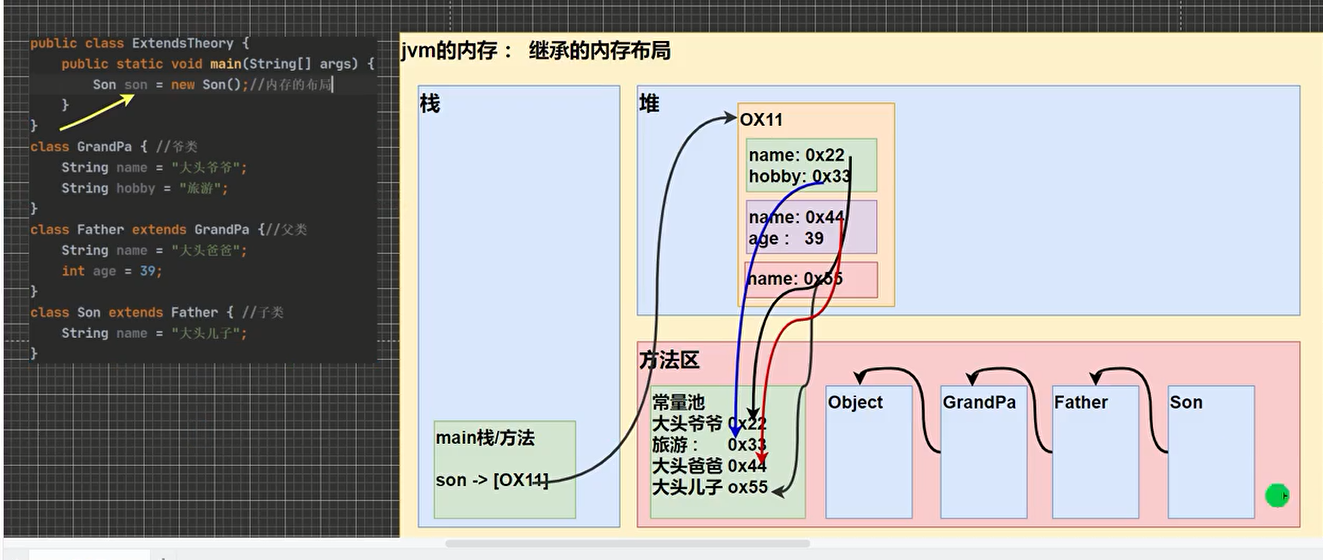 public class ExtendsTheory {
public static void main(String[] args) {
Son son = new Son();//内存的布局
}
}
class GrandPa { //爷类
String name = "大头爷爷";
String hobby = "旅游";
}
class Father extends GrandPa {//父类
String name = "大头爸爸";
int age = 39;
}
class Son extends Father { //子类
String name = "大头儿子";
}
jvm的内存： 继承的内存布局
栈
main栈/方法
son -> [OX11]
堆
OX11
name: 0x22
hobby: 0x33
name: 0x44
age： 39
name: 0x55
方法区
常量池
大头爷爷 0x22
旅游： 0x33
大头爸爸 0x44
大头儿子 ox55
Object
GrandPa
Father
Son